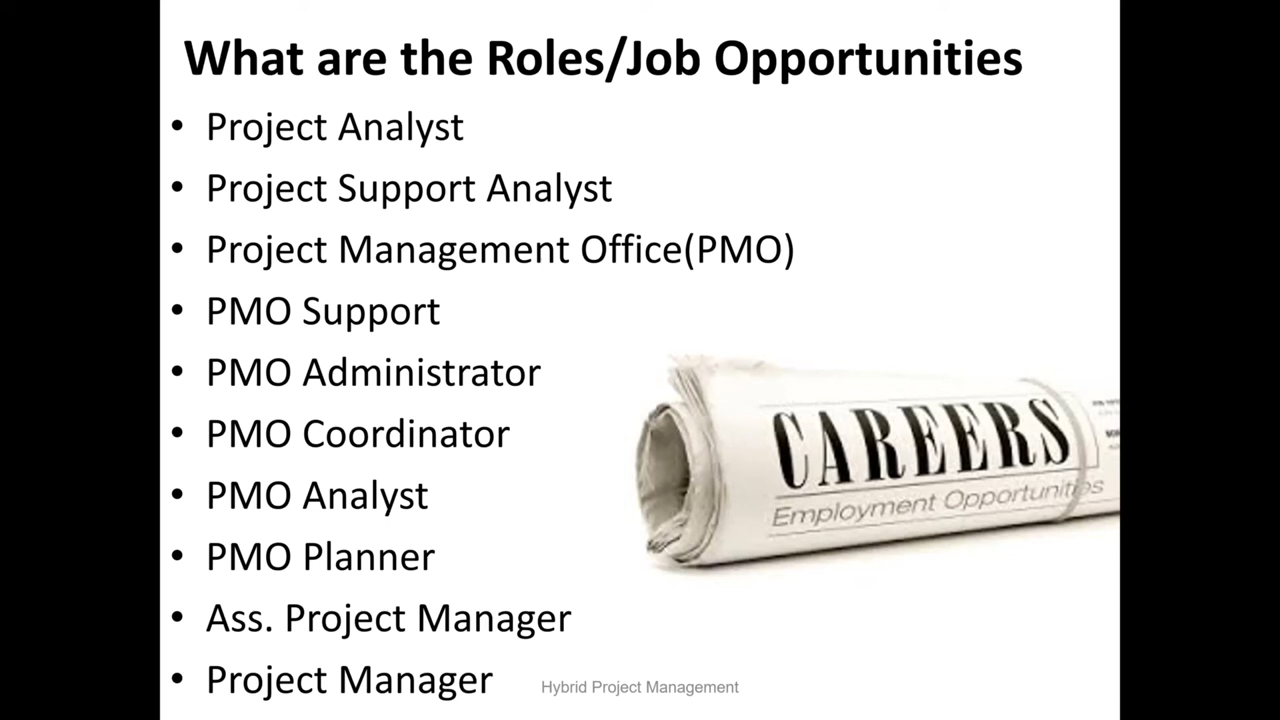 What are the Roles/Job Opportunities
• Project Analyst
• Project Support Analyst
• Project Management Office(PMO)
• PMO Support
• PMO Administrator
• PMO Coordinator
• PMO Analyst
• PMO Planner
• Ass. Project Manager
• Project Manager
CAREERS
Employment Opportunities
Hybrid Project Management